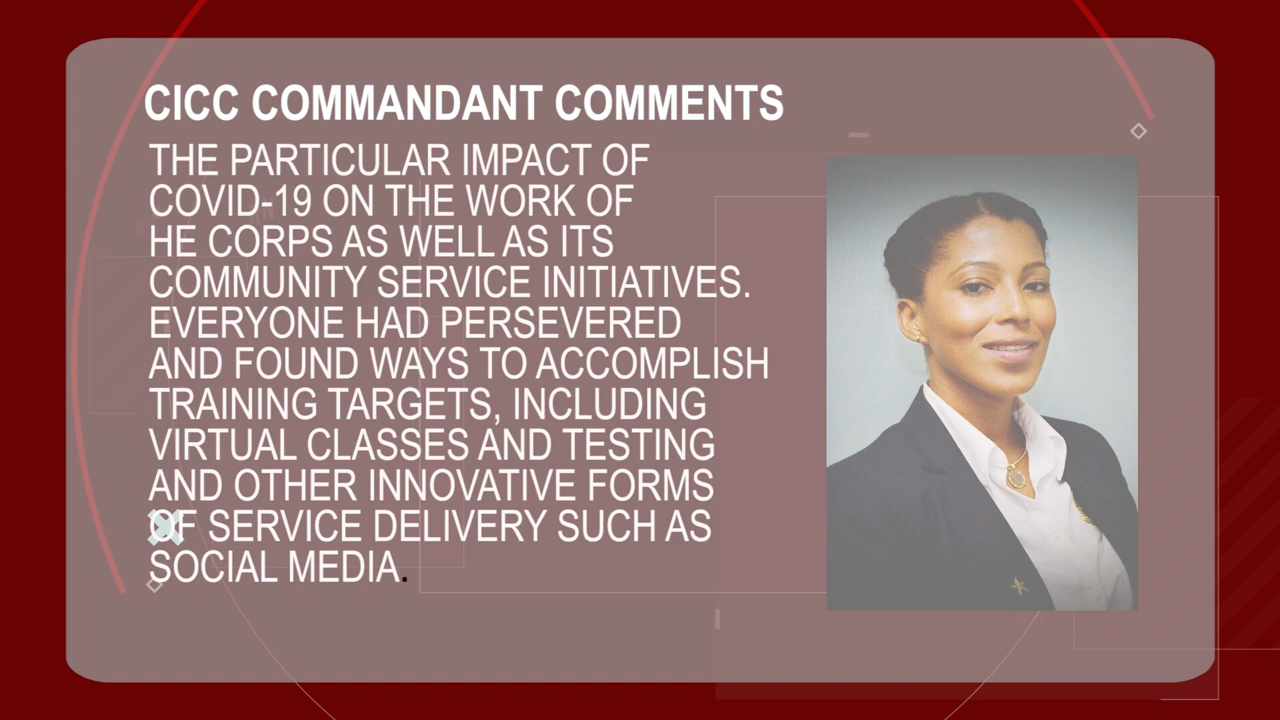 CICC COMMANDANT COMMENTS
THE PARTICULAR IMPACT OF
COVID-19 ON THE WORK OF
HE CORPS AS WELL AS ITS
COMMUNITY SERVICE INITIATIVES.
EVERYONE HAD PERSEVERED
AND FOUND WAYS TO ACCOMPLISH
TRAINING TARGETS, INCLUDING
VIRTUAL CLASSES AND TESTING
AND OTHER INNOVATIVE FORMS
OF SERVICE DELIVERY SUCH AS
SOCIAL MEDIA.